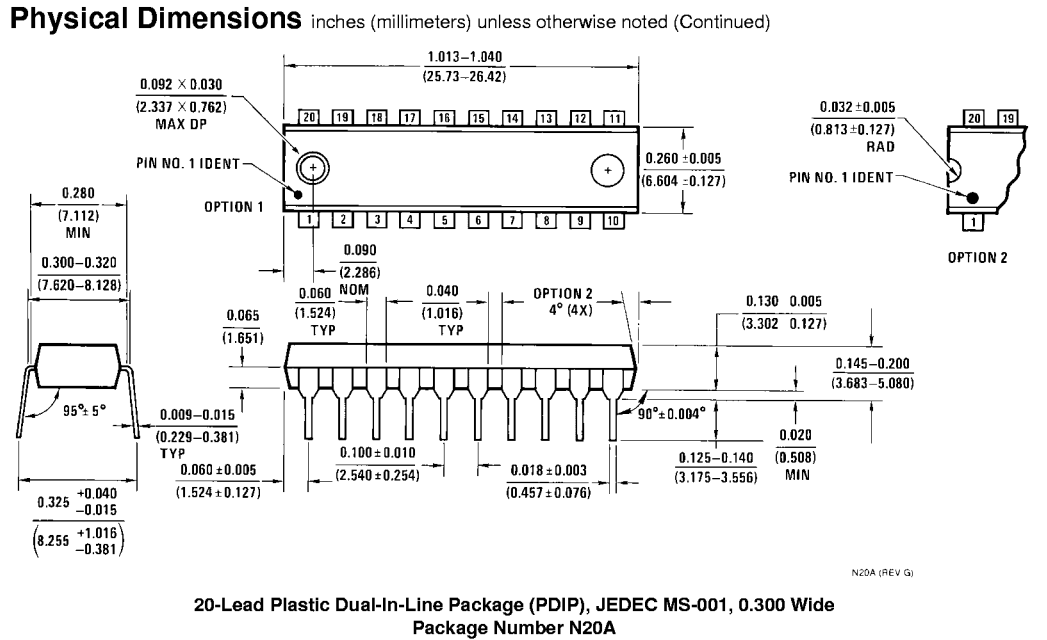 Physical Dimensions inches (millimeters) unless otherwise noted (Continued)
1.013–1.040
(25.73–26.42)
0.092 × 0.030
(2.337 × 0.762)
MAX DP
20 19 18 17 16 15 14 13 12 11
PIN NO. 1 IDENT
OPTION 1
1 2 3 4 5 6 7 8 9 10
0.260 ±0.005
(6.604 ±0.127)
0.032 ±0.005
(0.813 ±0.127)
RAD
20 19
PIN NO. 1 IDENT
1
OPTION 2
0.280
(7.112)
MIN
0.300–0.320
(7.620–8.128)
0.090
(2.286)
NOM
0.060
(1.524)
TYP
0.040
(1.016)
TYP
OPTION 2
4° (4X)
0.130 0.005
(3.302 0.127)
0.065
(1.651)
0.145–0.200
(3.683–5.080)
95°± 5°
0.009–0.015
(0.229–0.381)
TYP
90°±0.004°
0.020
(0.508)
MIN
0.100 ±0.010
(2.540 ±0.254)
0.125–0.140
(3.175–3.556)
0.060 ±0.005
(1.524 ±0.127)
0.018 ±0.003
(0.457 ±0.076)
0.325 +0.040
−0.015
(8.255 +1.016
−0.381)
N20A (REV G)
20-Lead Plastic Dual-In-Line Package (PDIP), JEDEC MS-001, 0.300 Wide
Package Number N20A